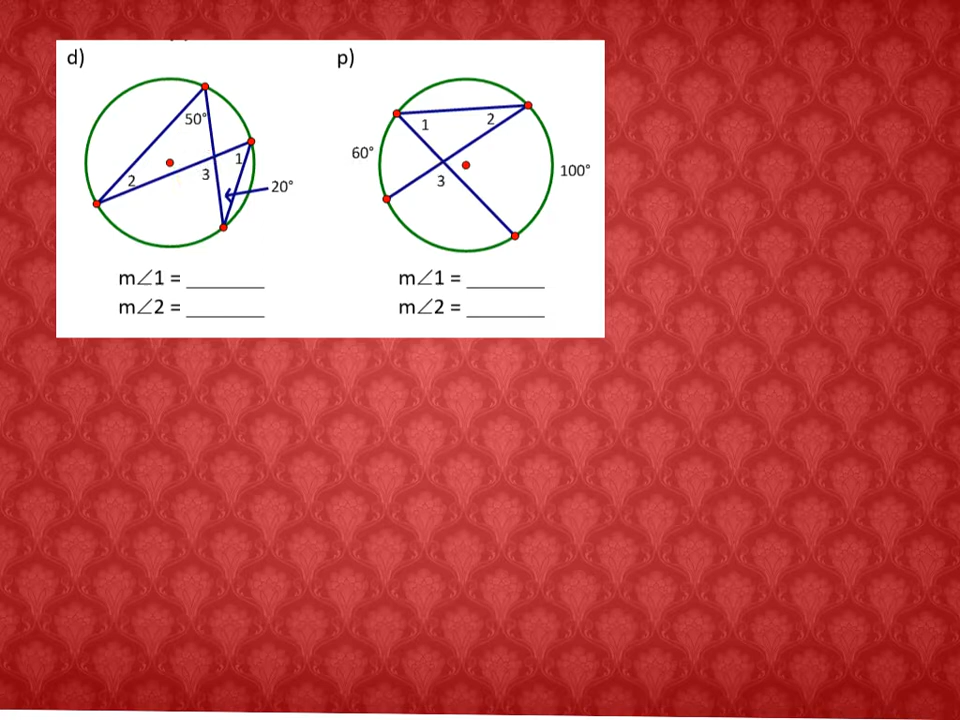 d)
50°
1
2
3
20°
m∠1 = ________
m∠2 = ________
p)
1
2
60°
100°
3
m∠1 = ________
m∠2 = ________